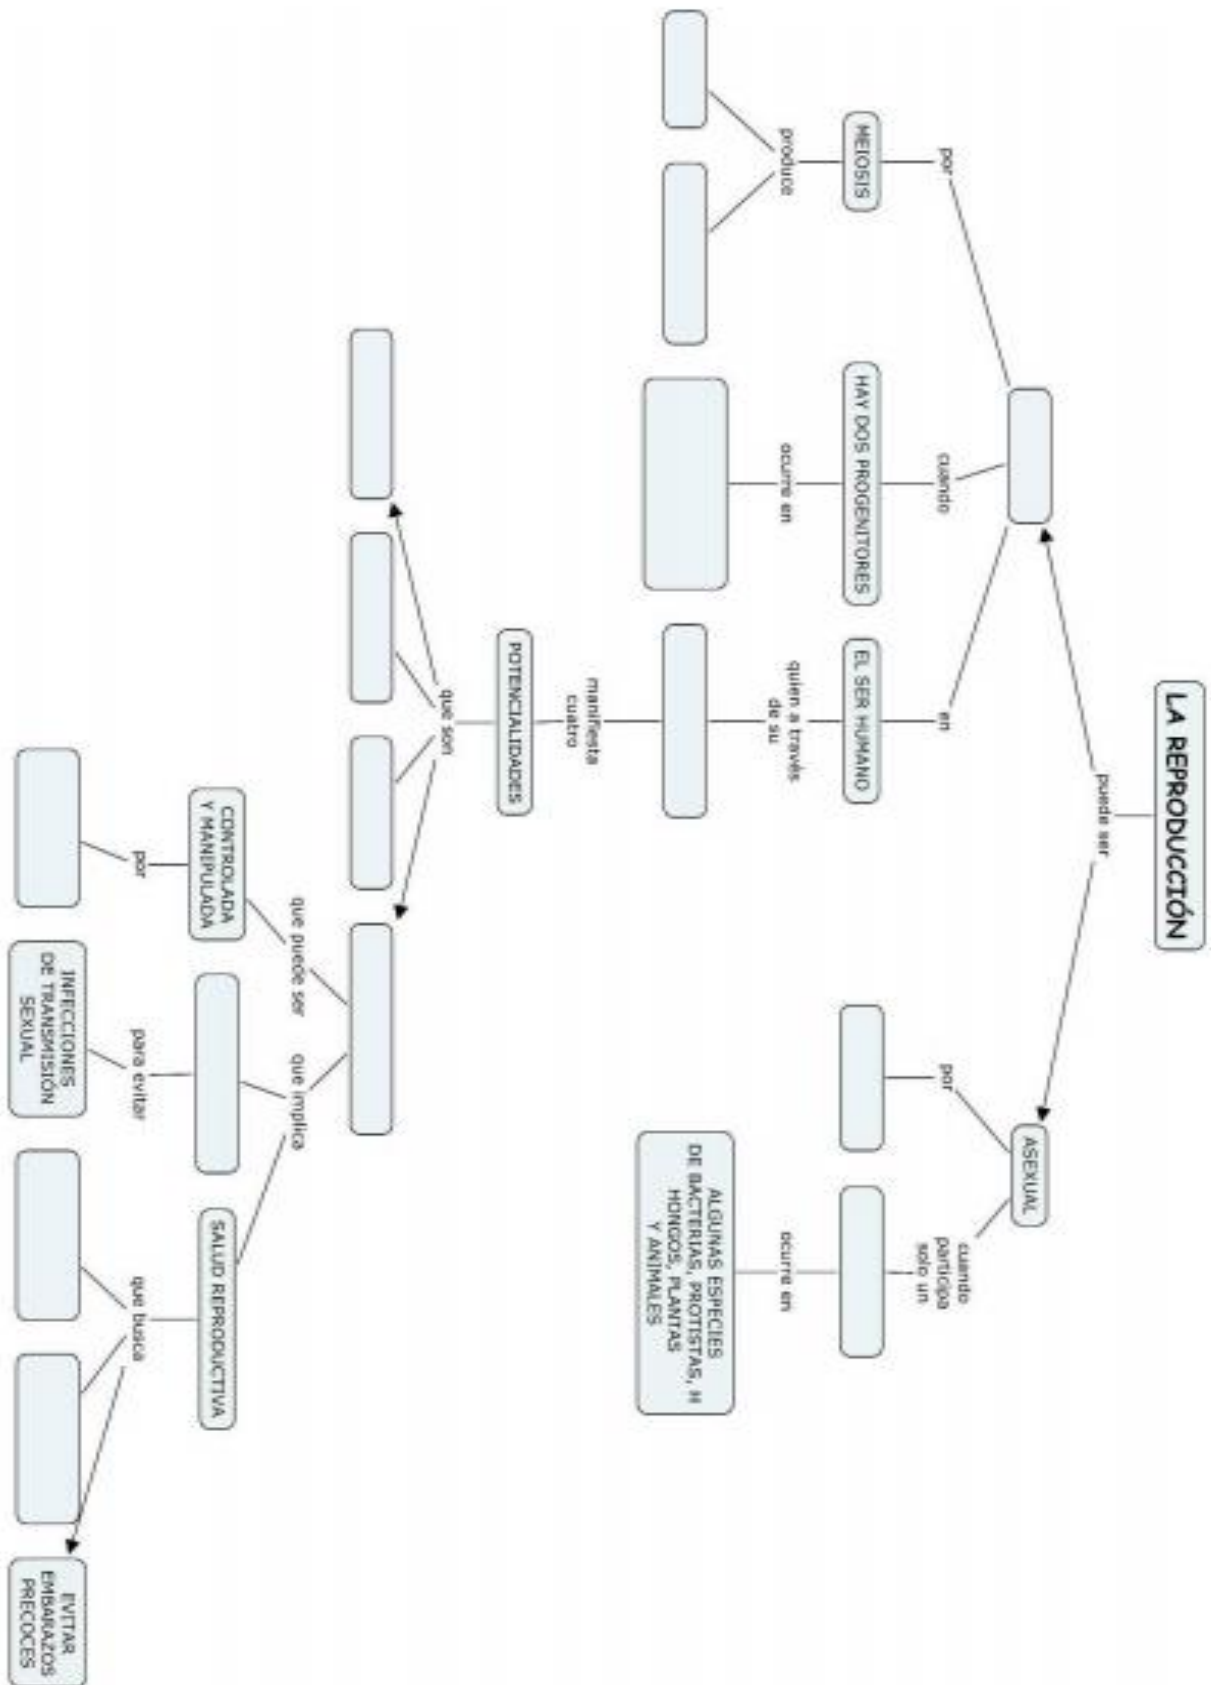 LA REPRODUCCIÓN
puede ser
por
cuando
en
ASEXUAL
MEIOSIS
HAY DOS PROGENITORES
EL SER HUMANO
por
cuando
participa
solo un
produce
ocurre en
quien a través
de su
ocurre en
ALGUNAS ESPECIES
DE BACTERIAS, PROTISTAS, H
HONGOS, PLANTAS
Y ANIMALES
manifiesta
cuatro
POTENCIALIDADES
que son
que puede ser
que implica
CONTROLADA
Y MANIPULADA
SALUD REPRODUCTIVA
por
para evitar
que busca
INFECCIONES
DE TRANSMISIÓN
SEXUAL
EVITAR
EMBARAZOS
PRECOCES